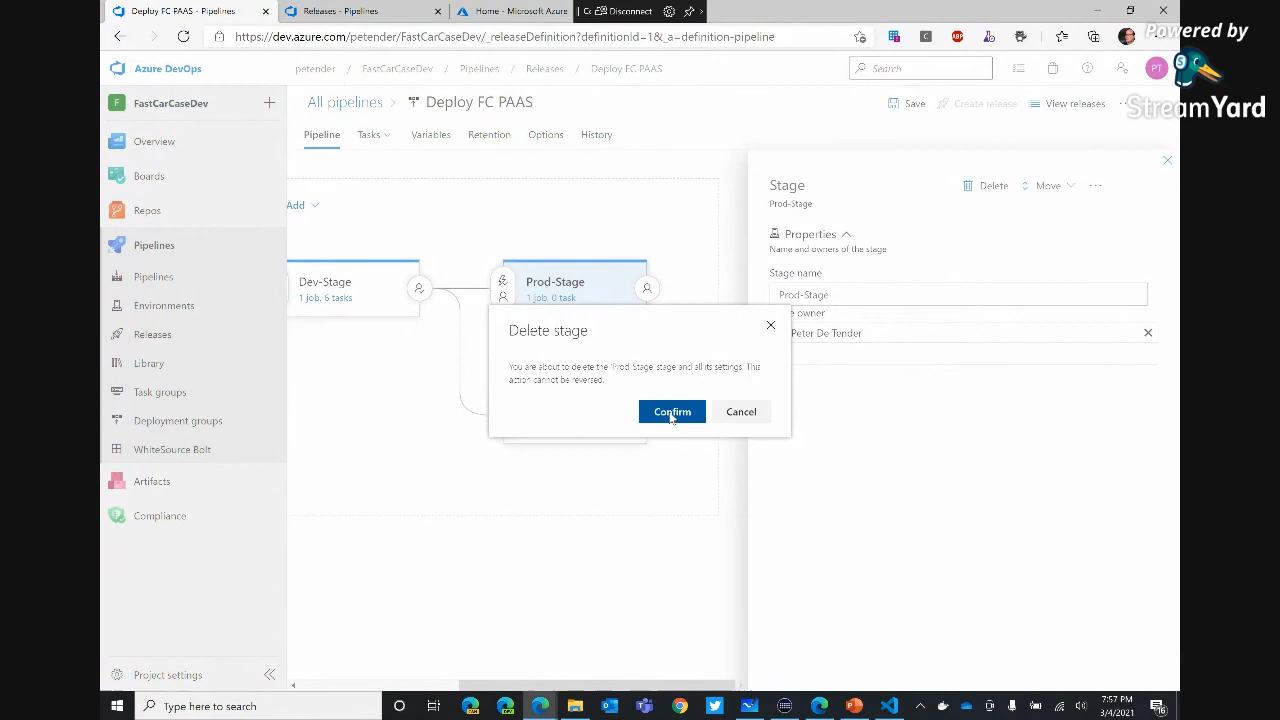 Deploy FC PAAS - Pipelines
Releases - Pipelines
Home - Microsoft Azure
Disconnect
https://dev.azure.com/petender/FastCarCaseDev/_releaseDefinition?definitionId=1&_a=definition-pipeline
Powered by
StreamYard
Azure DevOps
petender / FastCarCaseDev / Pipelines / Releases / Deploy FC PAAS
Search
PT
F FastCarCaseDev
All pipelines > Deploy FC PAAS
Save
Create release
View releases
Pipeline
Tasks
Variables
Retention
Options
History
Overview
Boards
Repos
Pipelines
Pipelines
Environments
Releases
Library
Task groups
Deployment groups
WhiteSource Bolt
Artifacts
Compliance
Project settings
Add
Dev-Stage
1 job, 6 tasks
Prod-Stage
1 job, 0 task
Delete stage
You are about to delete the 'Prod-Stage' stage and all its settings. This
action cannot be reversed.
Confirm
Cancel
Stage
Prod-Stage
Delete
Move
Properties
Name and owners of the stage
Stage name
Prod-Stage
owner
Peter De Tender
Type here to search
7:57 PM
3/4/2021